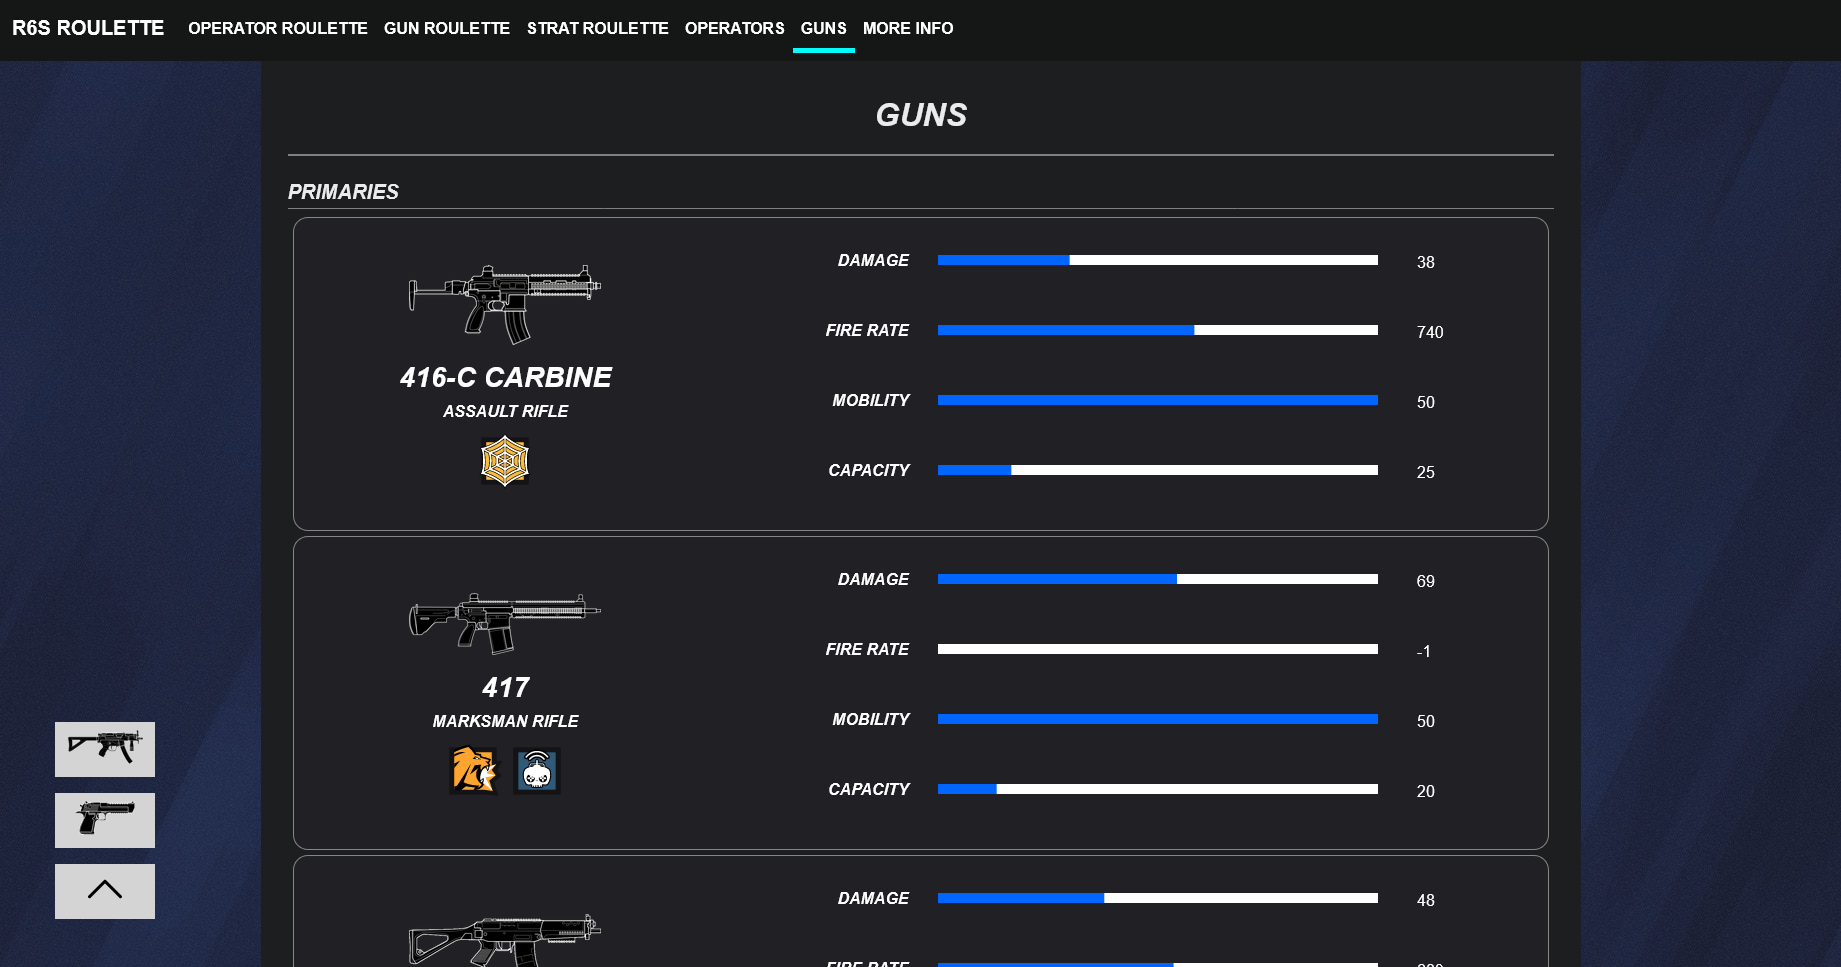 R6S ROULETTE OPERATOR ROULETTE GUN ROULETTE STRAT ROULETTE OPERATORS GUNS MORE INFO
GUNS
PRIMARIES
416-C CARBINE
ASSAULT RIFLE
DAMAGE 38
FIRE RATE 740
MOBILITY 50
CAPACITY 25
417
MARKSMAN RIFLE
DAMAGE 69
FIRE RATE -1
MOBILITY 50
CAPACITY 20
DAMAGE 48
FIRE RATE